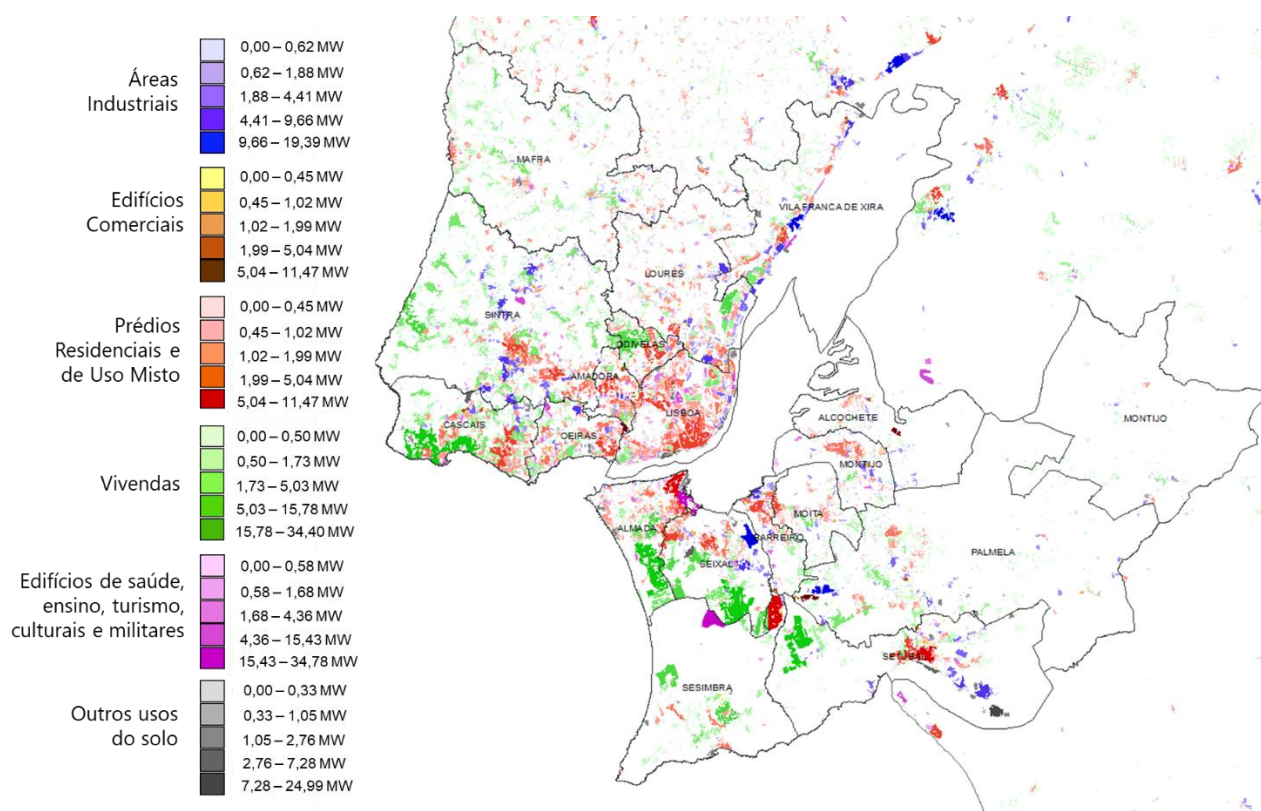 Áreas
Industriais
0,00 – 0,62 MW
0,62 – 1,88 MW
1,88 – 4,41 MW
4,41 – 9,66 MW
9,66 – 19,39 MW
Edifícios
Comerciais
0,00 – 0,45 MW
0,45 – 1,02 MW
1,02 – 1,99 MW
1,99 – 5,04 MW
5,04 – 11,47 MW
Prédios
Residenciais e
de Uso Misto
0,00 – 0,45 MW
0,45 – 1,02 MW
1,02 – 1,99 MW
1,99 – 5,04 MW
5,04 – 11,47 MW
Vivendas
0,00 – 0,50 MW
0,50 – 1,73 MW
1,73 – 5,03 MW
5,03 – 15,78 MW
15,78 – 34,40 MW
Edifícios de saúde,
ensino, turismo,
culturais e militares
0,00 – 0,58 MW
0,58 – 1,68 MW
1,68 – 4,36 MW
4,36 – 15,43 MW
15,43 – 34,78 MW
Outros usos
do solo
0,00 – 0,33 MW
0,33 – 1,05 MW
1,05 – 2,76 MW
2,76 – 7,28 MW
7,28 – 24,99 MW
MAFRA
VILA FRANCA DE XIRA
LOURES
SINTRA
ODIVELAS
AMADORA
LISBOA
CASCAIS
OEIRAS
ALCOCHETE
MONTIJO
MONTIJO
MOITA
ALMADA
BARREIRO
SEIXAL
PALMELA
SETÚBAL
SESIMBRA